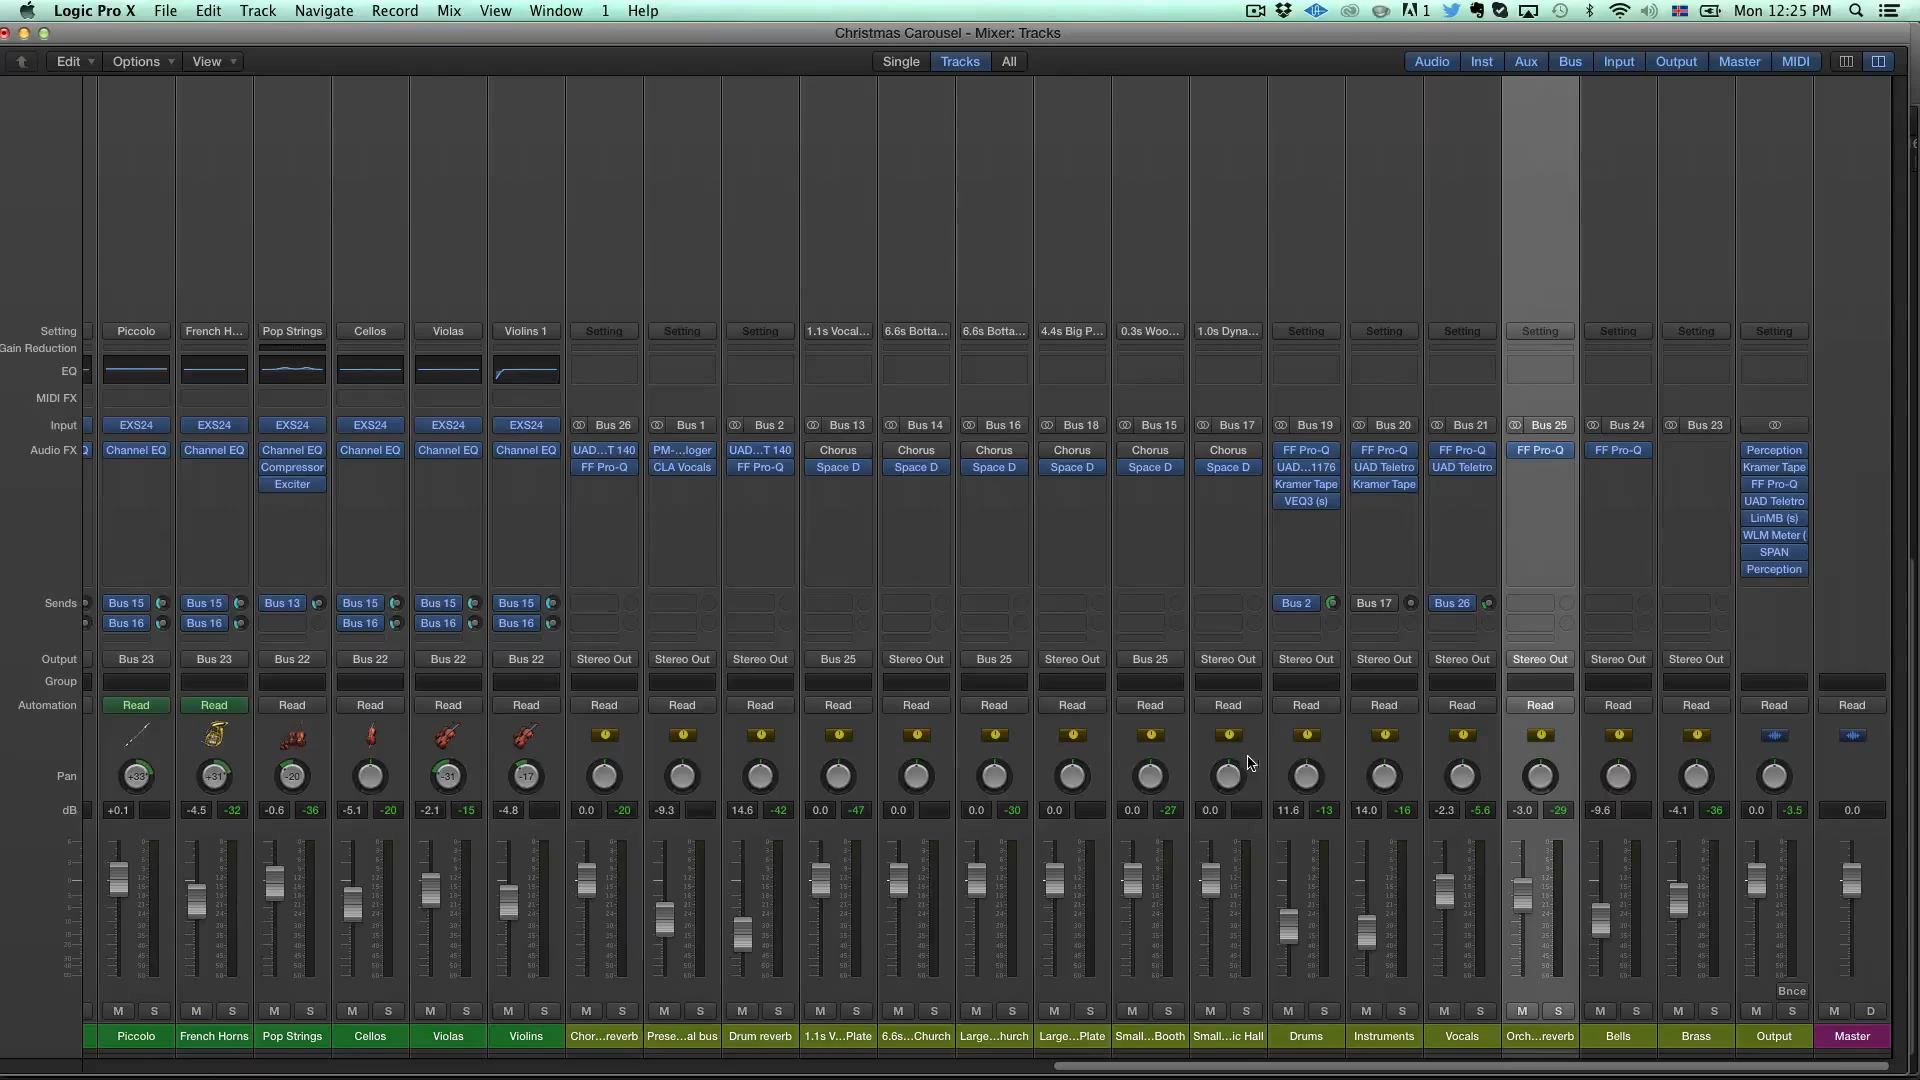 Logic Pro X File Edit Track Navigate Record Mix View Window 1 Help 1 Mon 12:25 PM
Christmas Carousel - Mixer: Tracks
Edit Options View Single Tracks All Audio Inst Aux Bus Input Output Master MIDI
Setting Piccolo French H... Pop Strings Cellos Violas Violins 1 Setting Setting Setting 1.1s Vocal... 6.6s Botta... 6.6s Botta... 4.4s Big P... 0.3s Woo... 1.0s Dyna... Setting Setting Setting Setting Setting Setting Setting
Gain Reduction
EQ
MIDI FX
Input EXS24 EXS24 EXS24 EXS24 EXS24 EXS24 Bus 26 Bus 1 Bus 2 Bus 13 Bus 14 Bus 16 Bus 18 Bus 15 Bus 17 Bus 19 Bus 20 Bus 21 Bus 25 Bus 24 Bus 23
Audio FX Channel EQ Channel EQ Channel EQ Channel EQ Channel EQ Channel EQ UAD...T 140 PM-...loger UAD...T 140 Chorus Chorus Chorus Chorus Chorus Chorus FF Pro-Q FF Pro-Q FF Pro-Q FF Pro-Q FF Pro-Q Perception
Compressor FF Pro-Q CLA Vocals FF Pro-Q Space D Space D Space D Space D Space D Space D UAD...1176 UAD Teletro UAD Teletro Kramer Tape
Exciter Kramer Tape Kramer Tape FF Pro-Q
VEQ3 (s) UAD Teletro
LinMB (s)
WLM Meter (
SPAN
Perception
Sends Bus 15 Bus 15 Bus 13 Bus 15 Bus 15 Bus 15 Bus 2 Bus 17 Bus 26
Bus 16 Bus 16 Bus 16 Bus 16 Bus 16
Output Bus 23 Bus 23 Bus 22 Bus 22 Bus 22 Bus 22 Stereo Out Stereo Out Stereo Out Bus 25 Stereo Out Bus 25 Stereo Out Bus 25 Stereo Out Stereo Out Stereo Out Stereo Out Stereo Out Stereo Out Stereo Out
Group
Automation Read Read Read Read Read Read Read Read Read Read Read Read Read Read Read Read Read Read Read Read Read Read Read
Pan +33 +31 -20 -31 -17
dB +0.1 -4.5 -32 -0.6 -36 -5.1 -20 -2.1 -15 -4.8 0.0 -20 -9.3 14.6 -42 0.0 -47 0.0 0.0 -30 0.0 0.0 -27 0.0 11.6 -13 14.0 -16 -2.3 -5.6 -3.0 -29 -9.6 -4.1 -36 0.0 -3.5 0.0
Bnce
M S M S M S M S M S M S M S M S M S M S M S M S M S M S M S M S M S M S M S M S M S M S M D
Piccolo French Horns Pop Strings Cellos Violas Violins Chor...reverb Prese...al bus Drum reverb 1.1s V...Plate 6.6s...Church Large...hurch Large...Plate Small...Booth Small...ic Hall Drums Instruments Vocals Orch...reverb Bells Brass Output Master